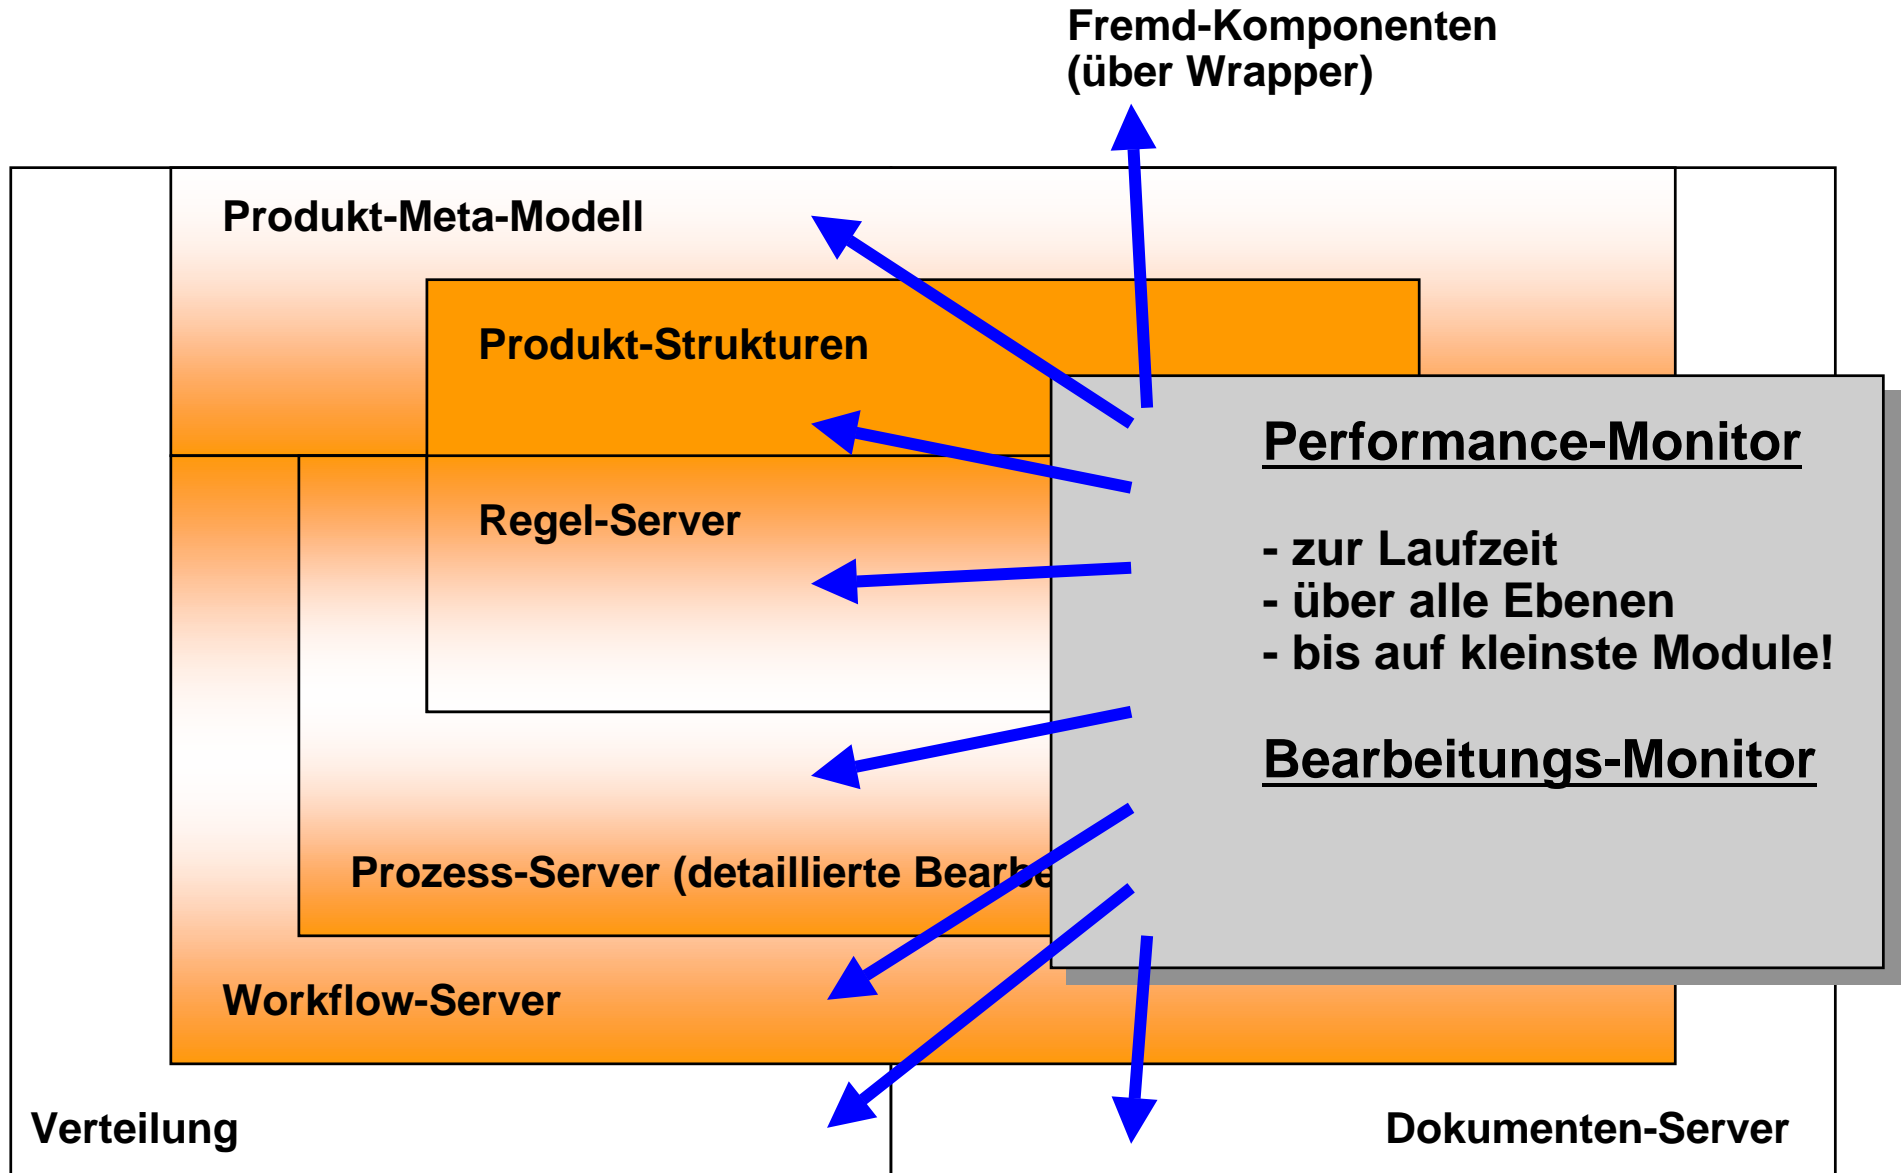 Fremd-Komponenten
(über Wrapper)
Produkt-Meta-Modell
Produkt-Strukturen
Performance-Monitor
Regel-Server
- zur Laufzeit
- über alle Ebenen
- bis auf kleinste Module!
Bearbeitungs-Monitor
Prozess-Server (detaillierte Bearbe
Workflow-Server
Verteilung
Dokumenten-Server